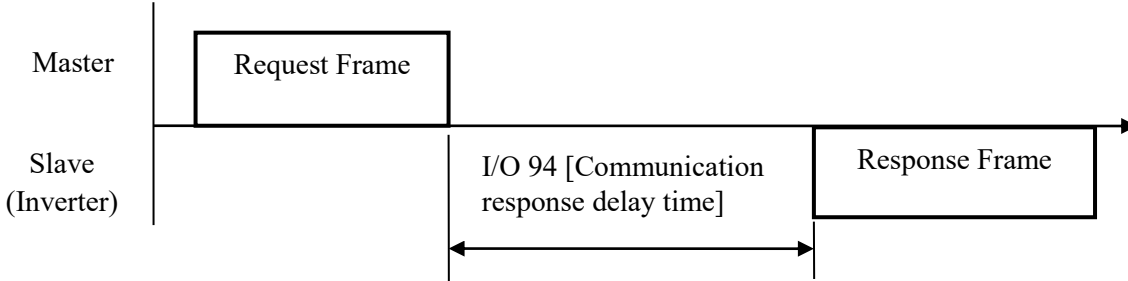 Master
Request Frame
Slave
(Inverter)
I/O 94 [Communication
response delay time]
Response Frame